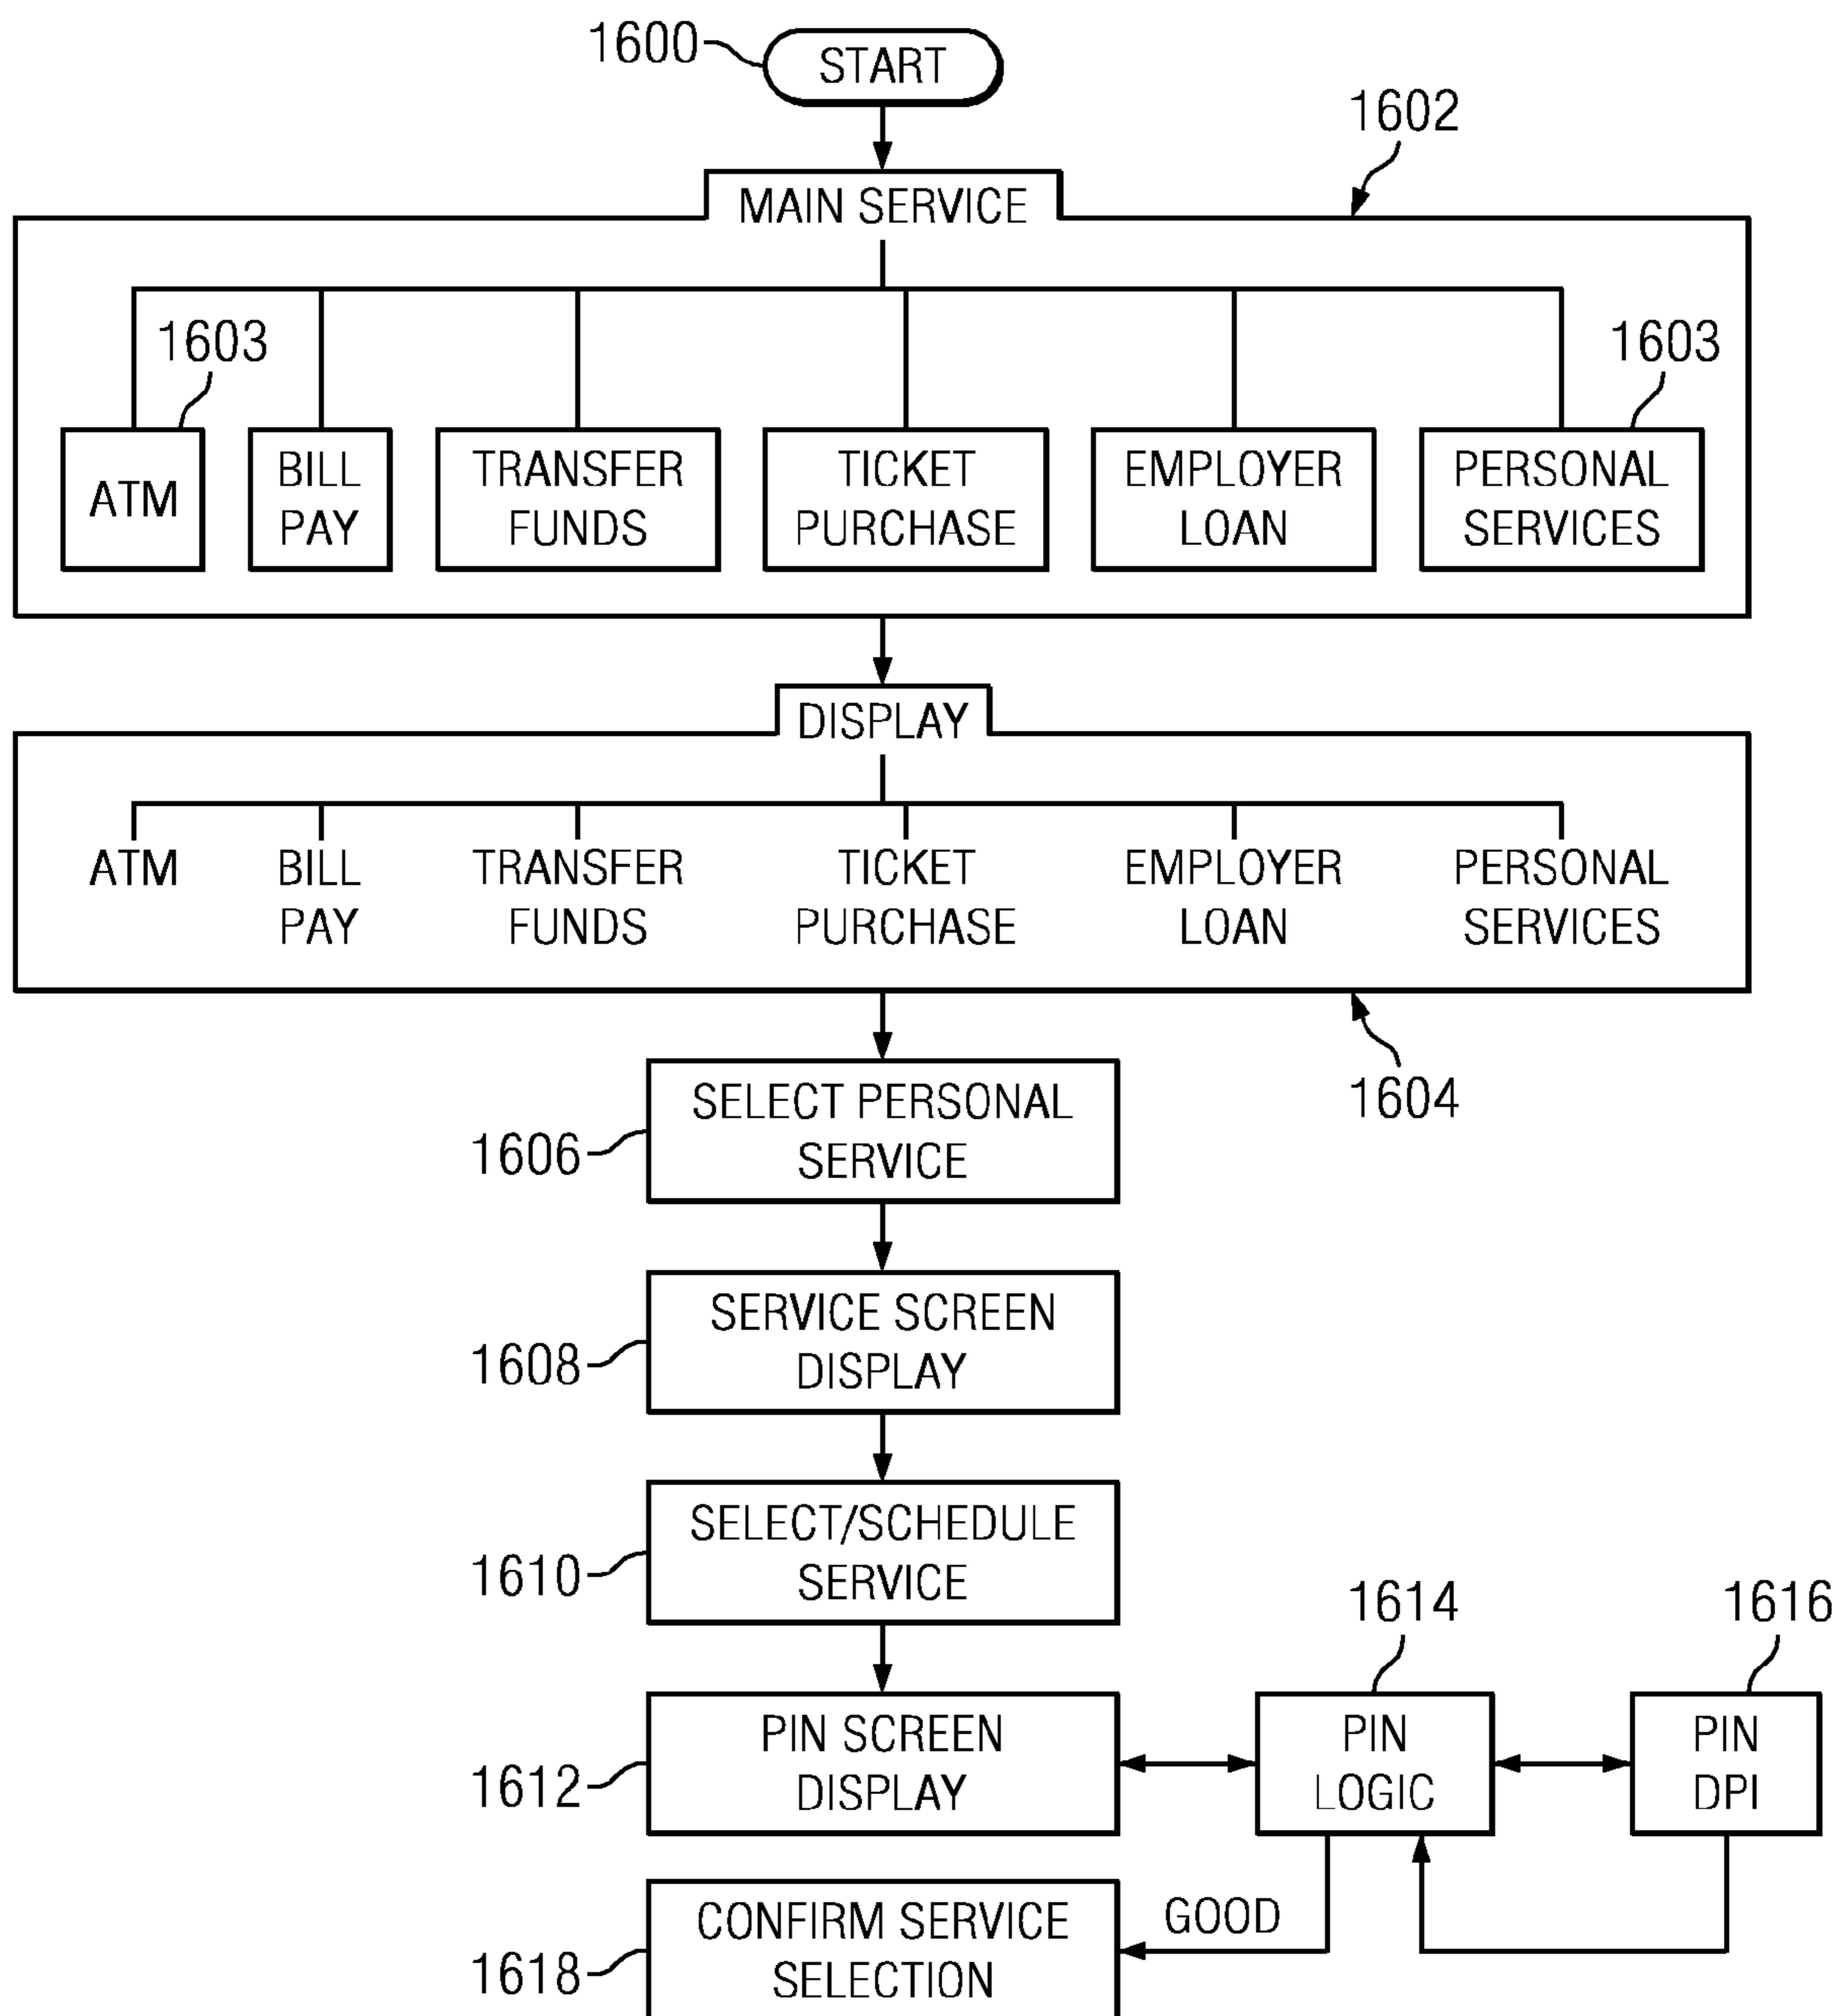 1600
START
1602
MAIN SERVICE
1603
1603
ATM
BILL
PAY
TRANSFER
FUNDS
TICKET
PURCHASE
EMPLOYER
LOAN
PERSONAL
SERVICES
DISPLAY
ATM
BILL
PAY
TRANSFER
FUNDS
TICKET
PURCHASE
EMPLOYER
LOAN
PERSONAL
SERVICES
1604
SELECT PERSONAL
SERVICE
1606
SERVICE SCREEN
DISPLAY
1608
SELECT/SCHEDULE
SERVICE
1610
1614
1616
PIN SCREEN
DISPLAY
1612
PIN
LOGIC
PIN
DPI
GOOD
CONFIRM SERVICE
SELECTION
1618